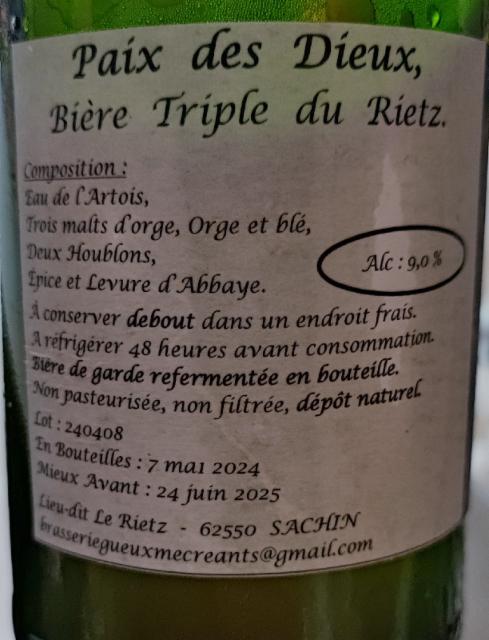 Paix des Dieux,
Bière Triple du Rietz.
Composition :
Eau de l'Artois,
Trois malts d'orge, Orge et blé,
Deux Houblons,
Épice et Levure d'Abbaye.
Alc : 9,0 %
À conserver debout dans un endroit frais.
A réfrigérer 48 heures avant consommation.
Bière de garde refermentée en bouteille.
Non pasteurisée, non filtrée, dépôt naturel.
Lot : 240408
En Bouteilles : 7 mai 2024
Mieux Avant : 24 juin 2025
Lieu-dit Le Rietz - 62550 SACHIN
brasseriegueuxmecreants@gmail.com